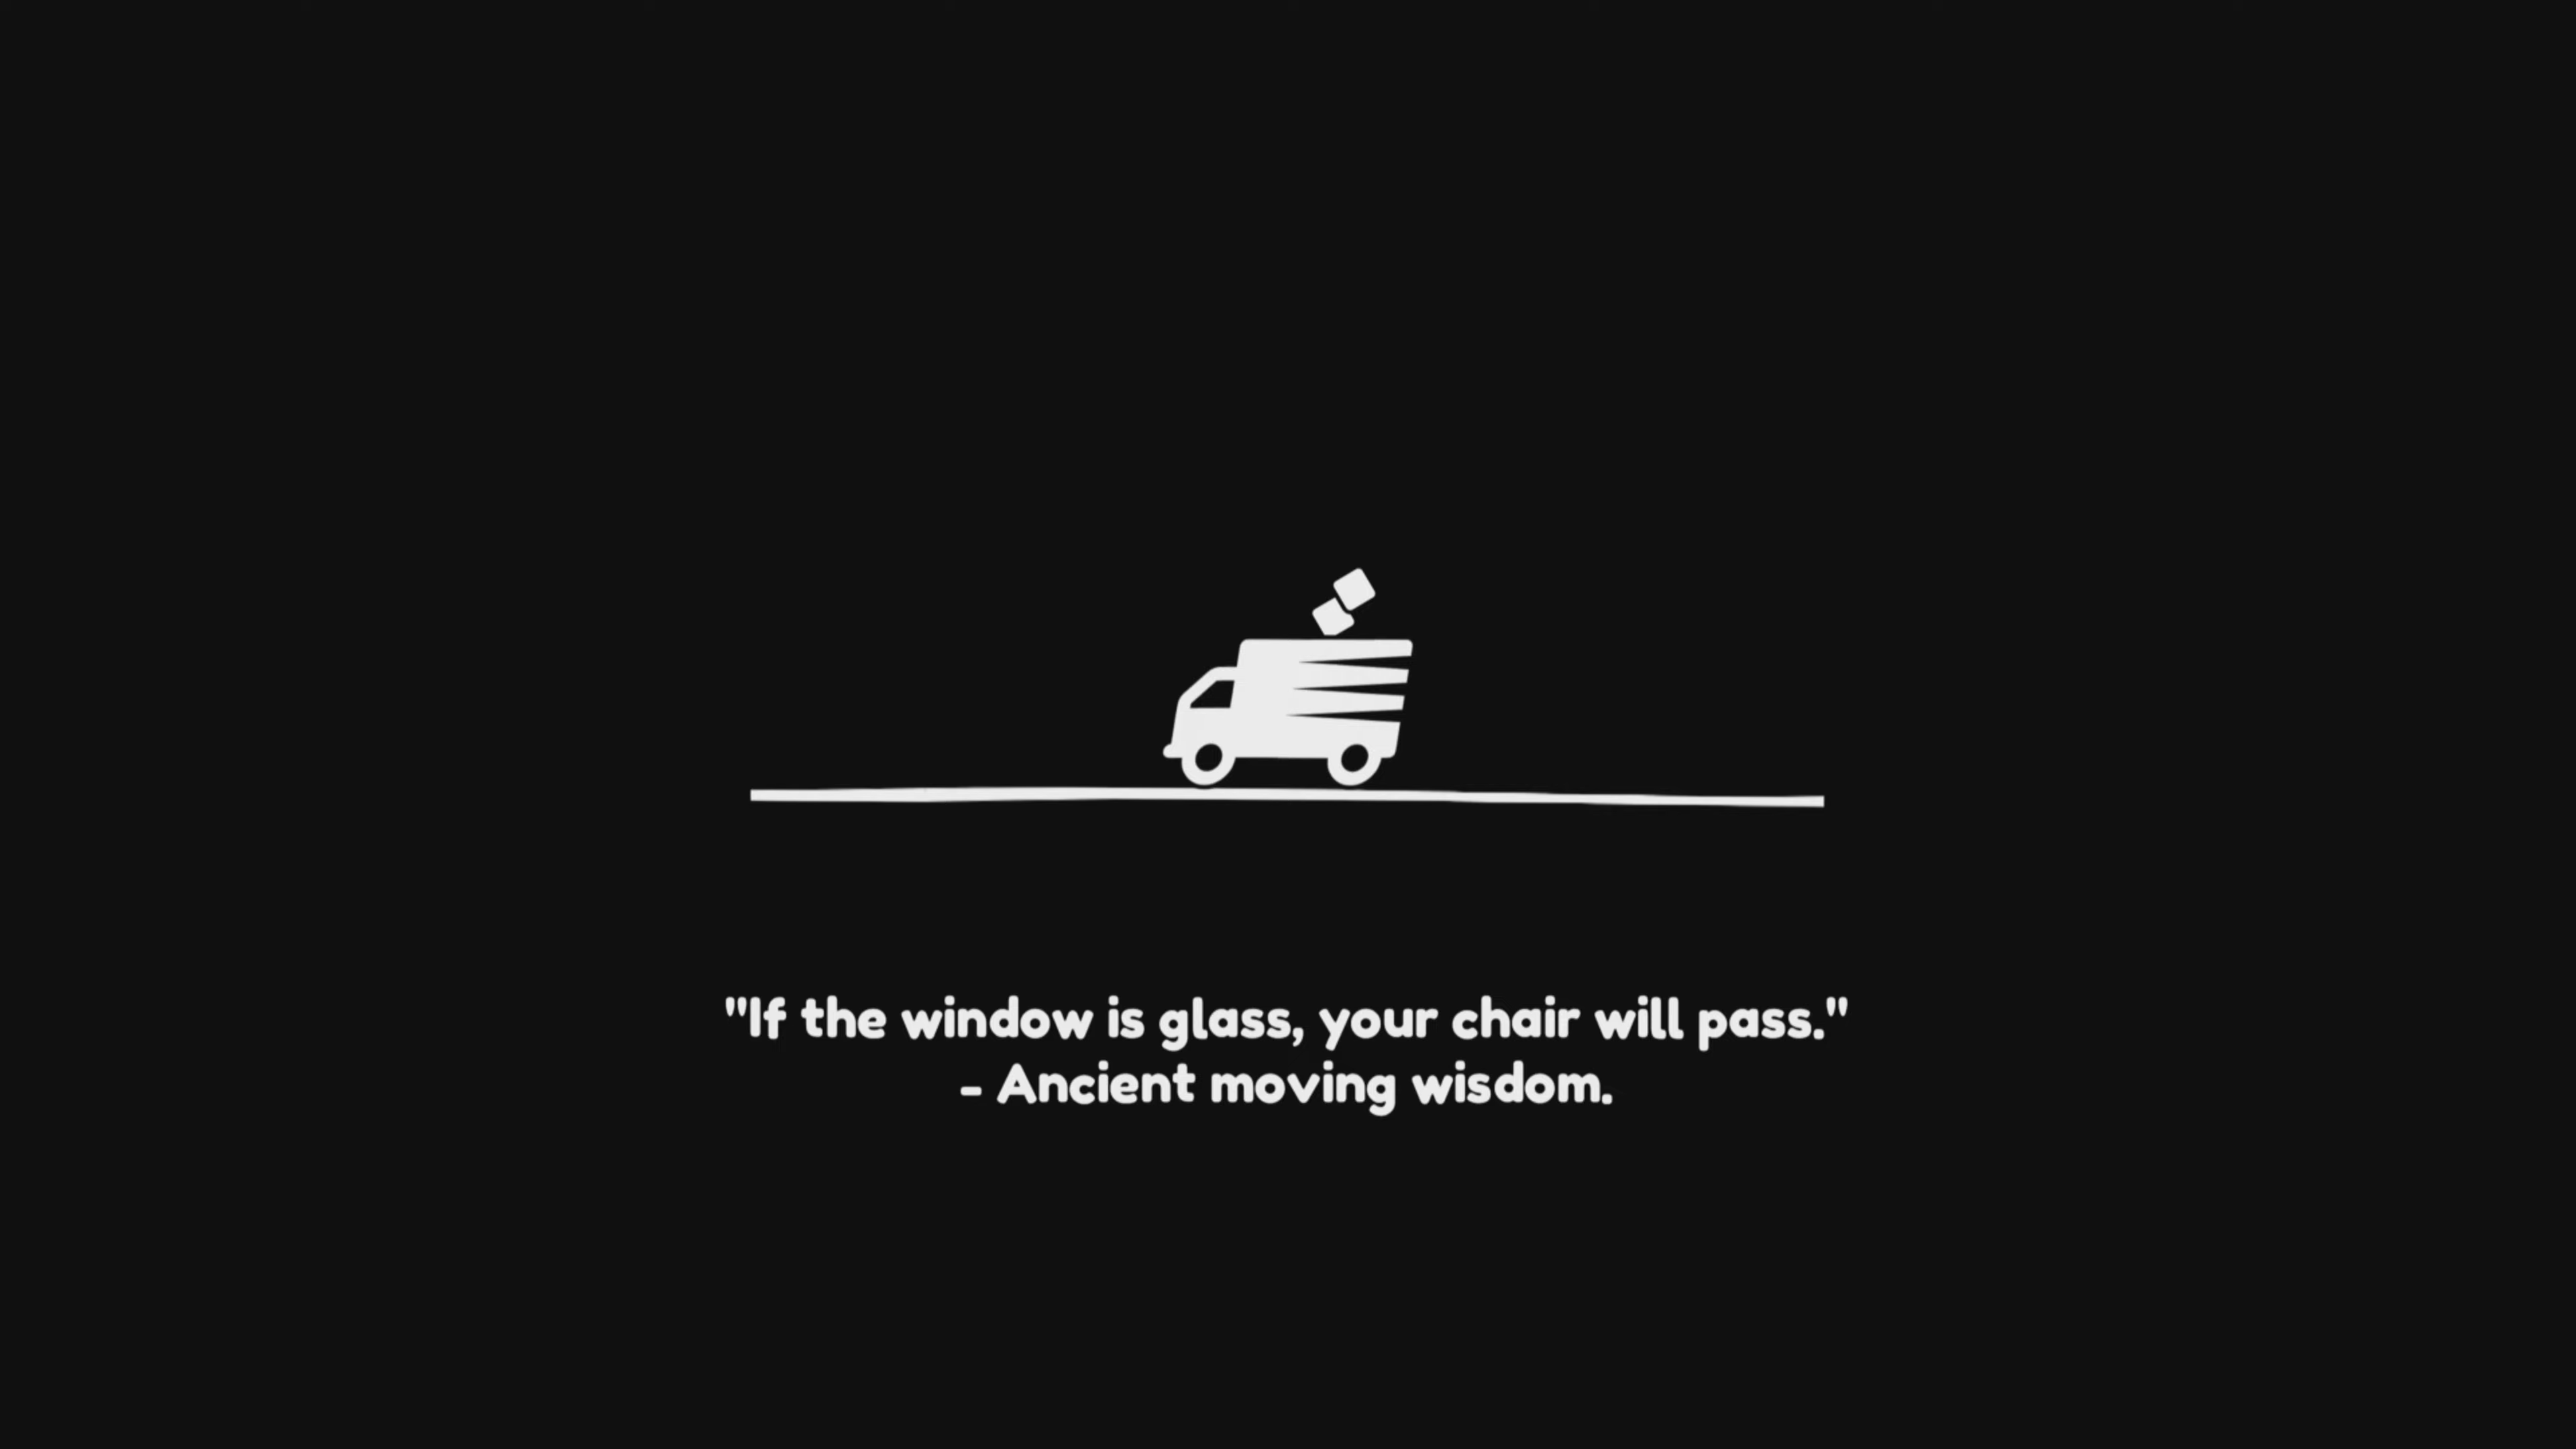 "If the window is glass, your chair will pass."
- Ancient moving wisdom.